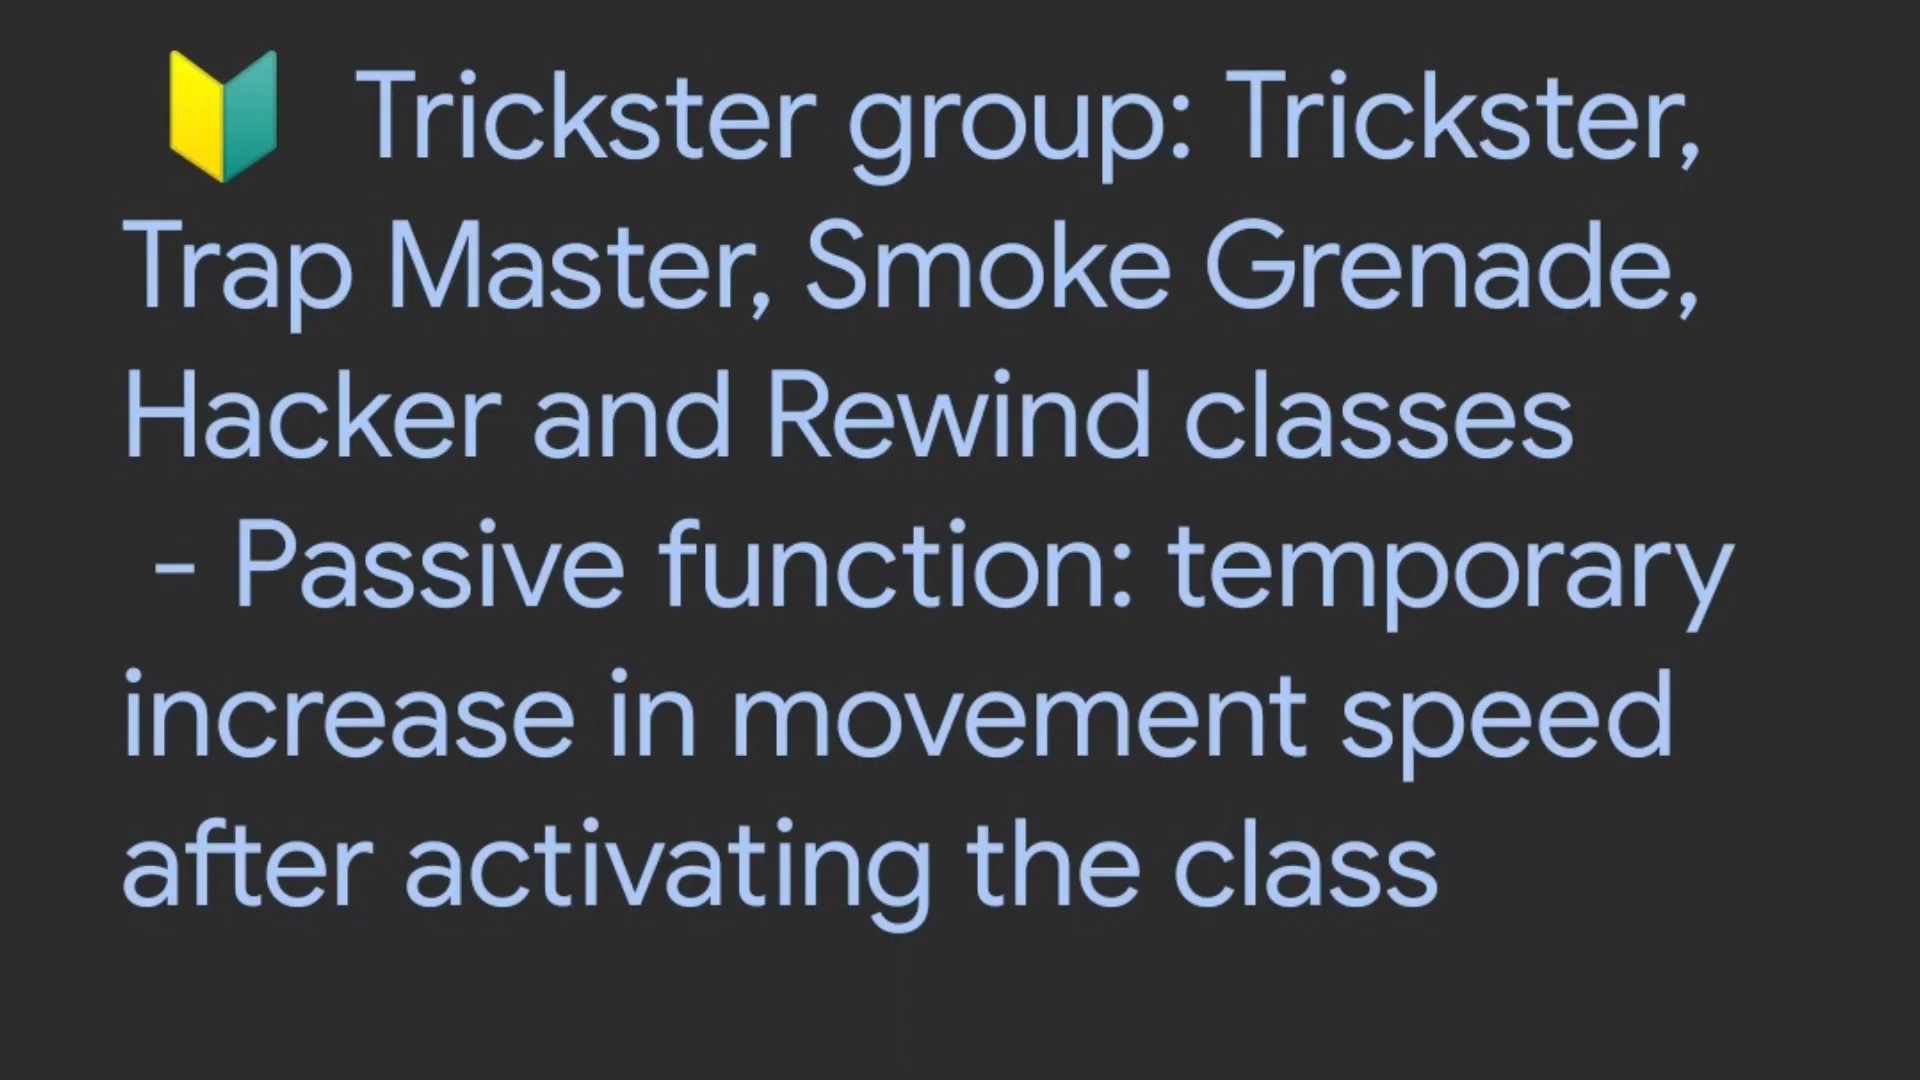 🔰 Trickster group: Trickster,
Trap Master, Smoke Grenade,
Hacker and Rewind classes
- Passive function: temporary
increase in movement speed
after activating the class